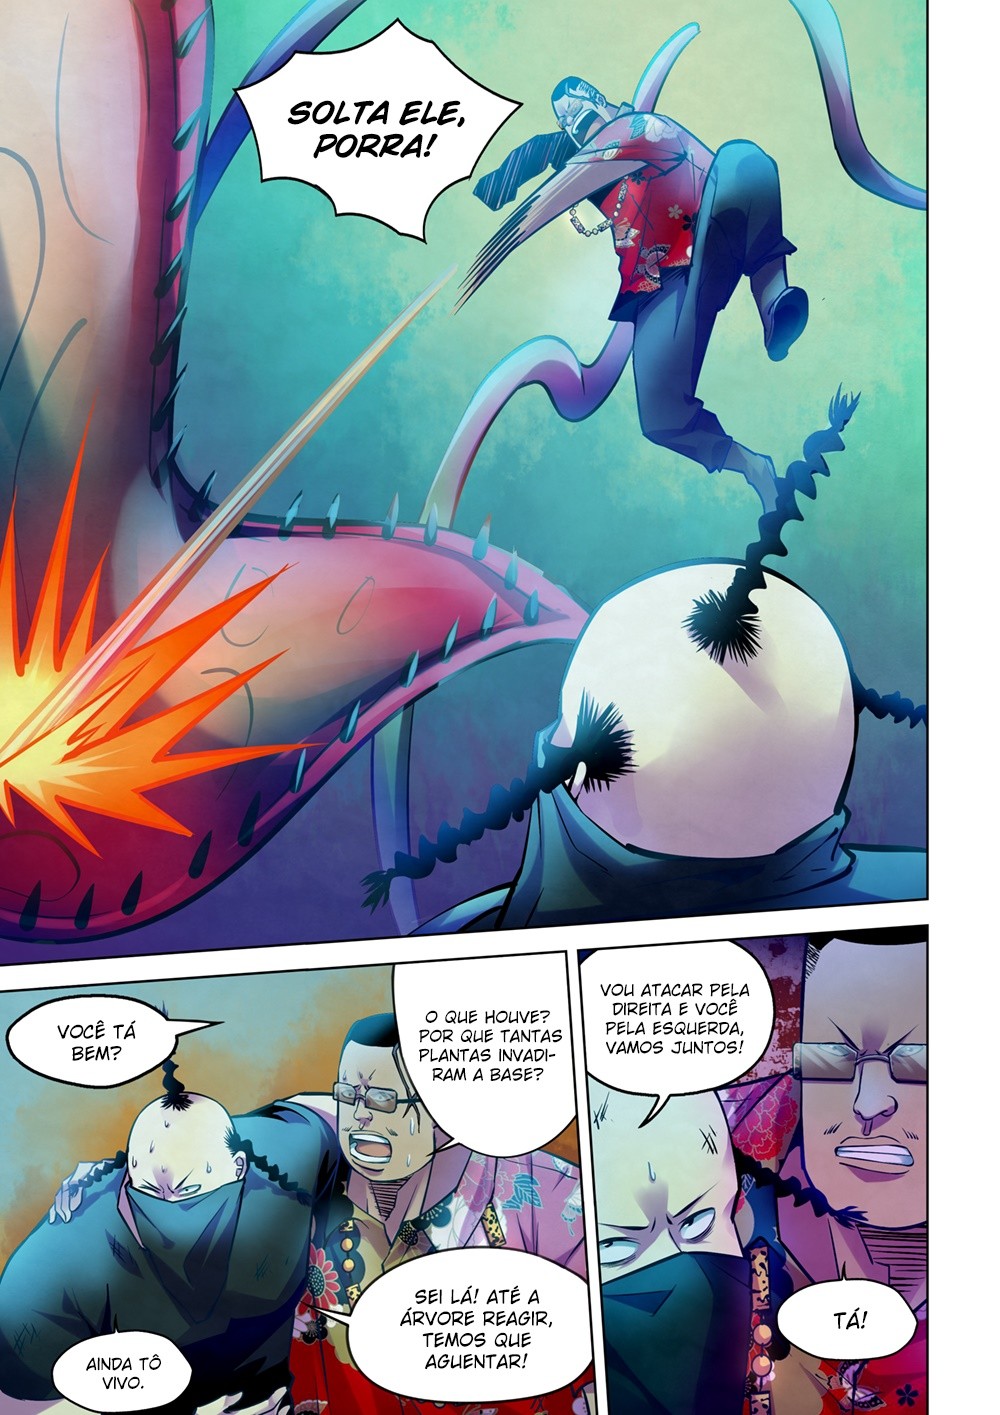 SOLTA ELE,
PORRA!
VOCÊ TÁ
BEM?
O QUE HOUVE?
POR QUE TANTAS
PLANTAS INVADI-
RAM A BASE?
AINDA TÔ
VIVO.
SEI LÁ! ATÉ A
ÁRVORE REAGIR,
TEMOS QUE
AGUENTAR!
VOU ATACAR PELA
DIREITA E VOCÊ
PELA ESQUERDA,
VAMOS JUNTOS!
TÁ!